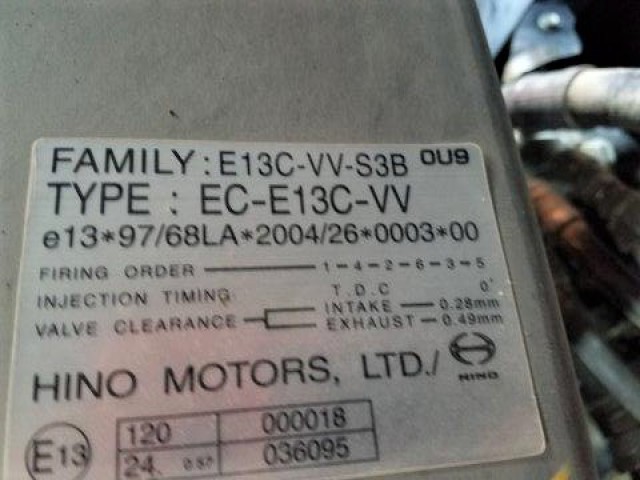 FAMILY : E13C-VV-S3B 0U9
TYPE : EC-E13C-VV
e13*97/68LA*2004/26*0003*00
FIRING ORDER 1-4-2-6-3-5
INJECTION TIMING T.D.C 0°
VALVE CLEARANCE INTAKE 0.28mm
EXHAUST 0.49mm
HINO MOTORS, LTD./ HINO
E13 120 000018
24. 0.57 036095